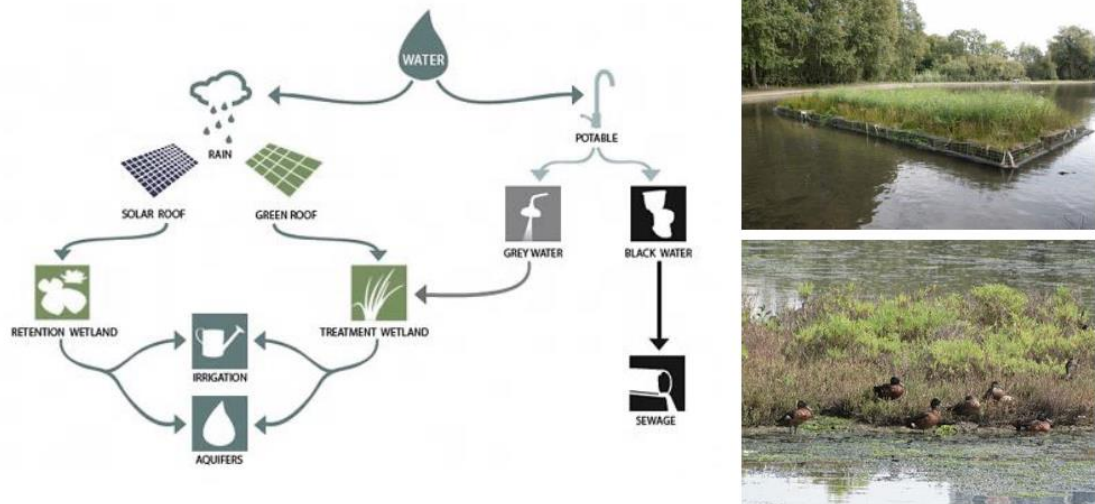 WATER
RAIN
POTABLE
SOLAR ROOF
GREEN ROOF
GREY WATER
BLACK WATER
RETENTION WETLAND
TREATMENT WETLAND
IRRIGATION
SEWAGE
AQUIFERS